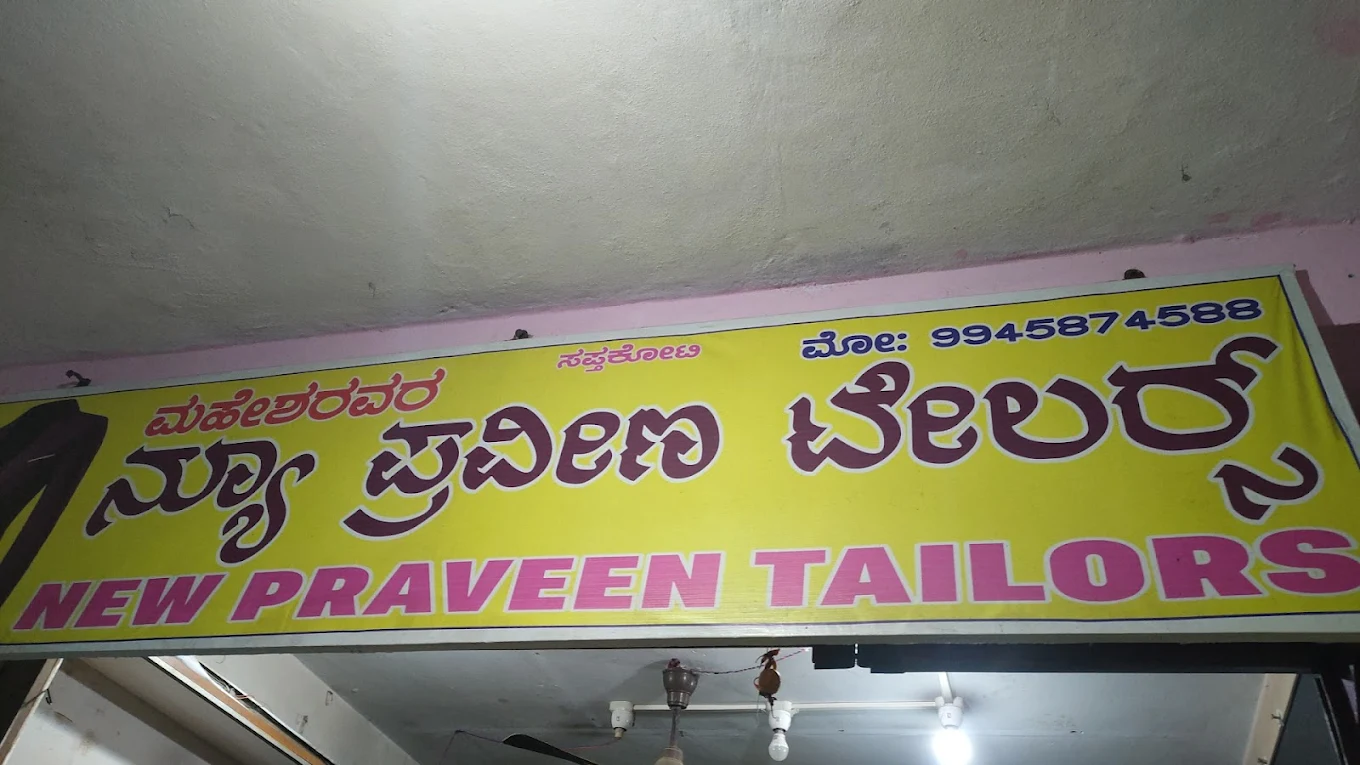 ಸಪ್ತಕೋಟಿ
ಮೋ: 9945874588
ಮಹೇಶರವರ
ನ್ಯೂ ಪ್ರವೀಣ ಟೇಲರ್ಸ್
NEW PRAVEEN TAILORS